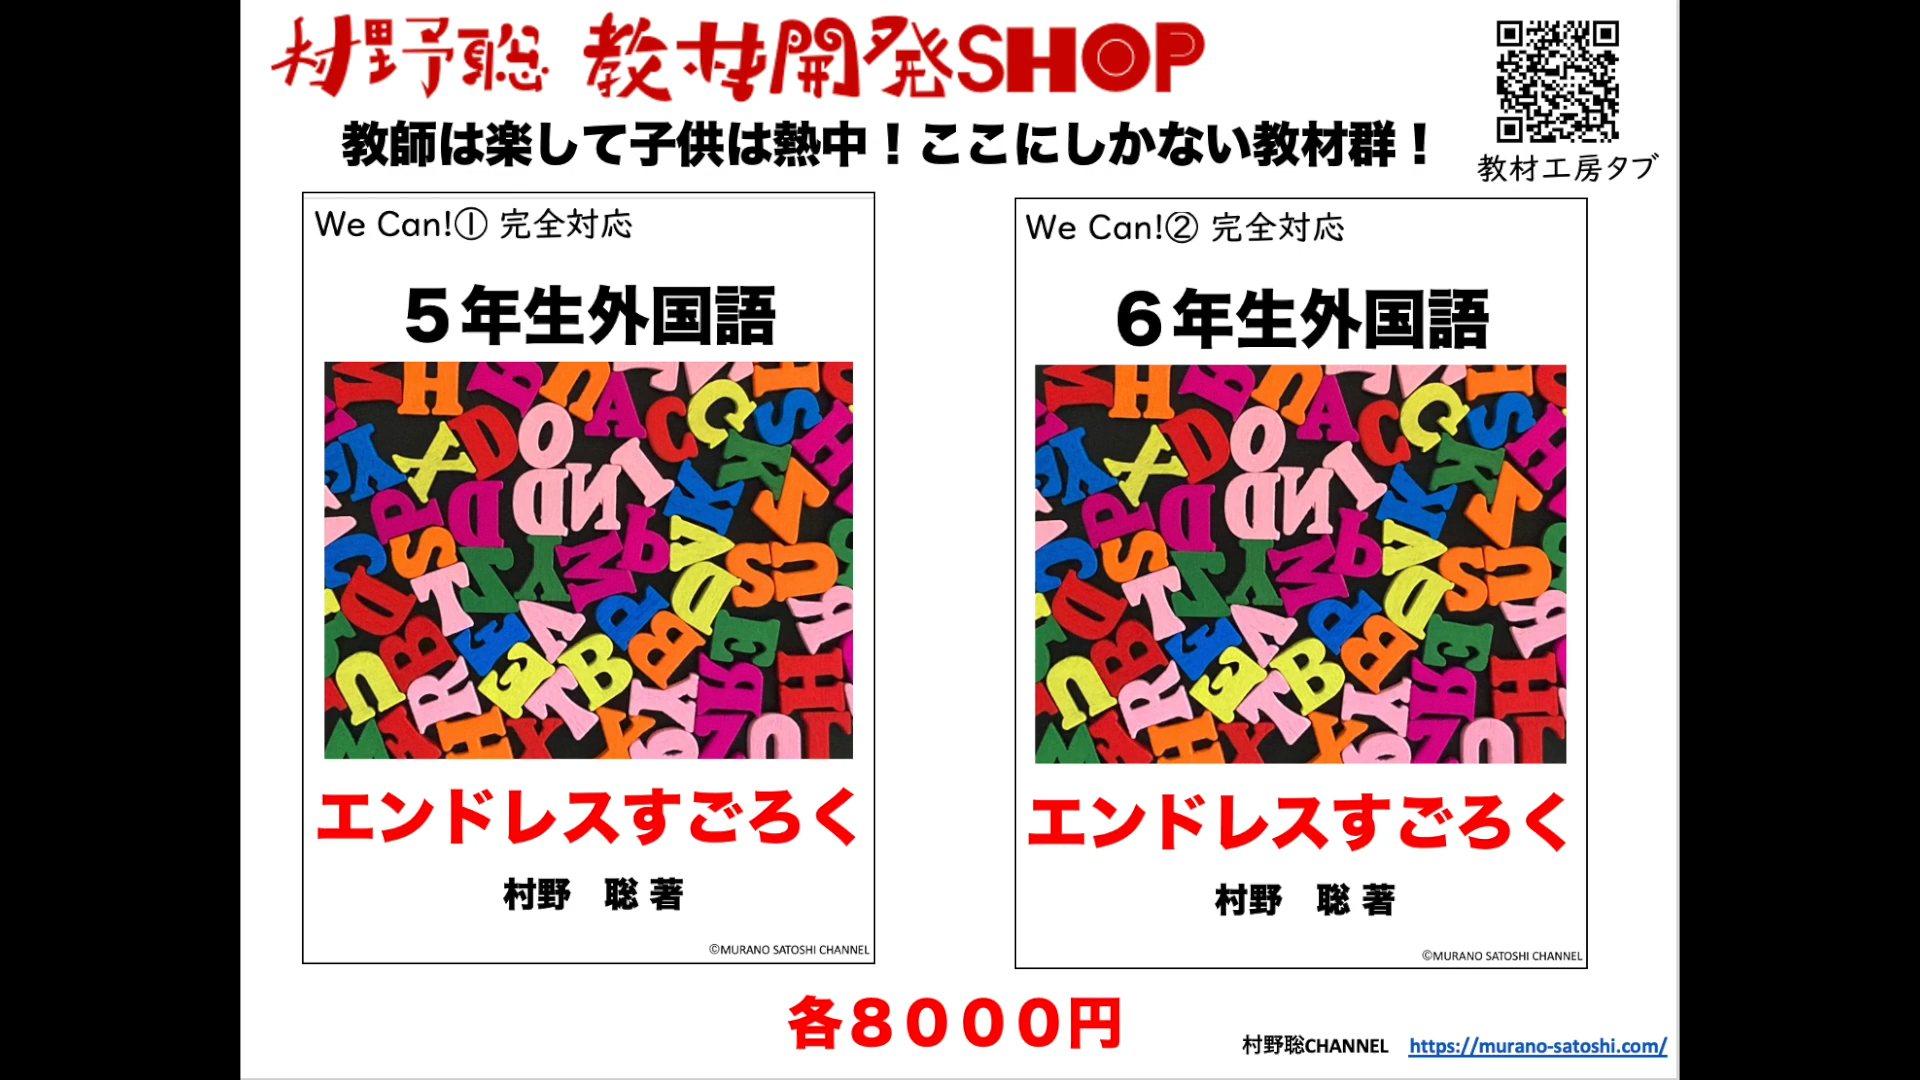 村野聡 教材開発SHOP
教師は楽して子供は熱中！ここにしかない教材群！
教材工房タブ
We Can!① 完全対応
５年生外国語
エンドレスすごろく
村野　聡 著
©MURANO SATOSHI CHANNEL
We Can!② 完全対応
６年生外国語
エンドレスすごろく
村野　聡 著
©MURANO SATOSHI CHANNEL
各８０００円
村野聡CHANNEL https://murano-satoshi.com/